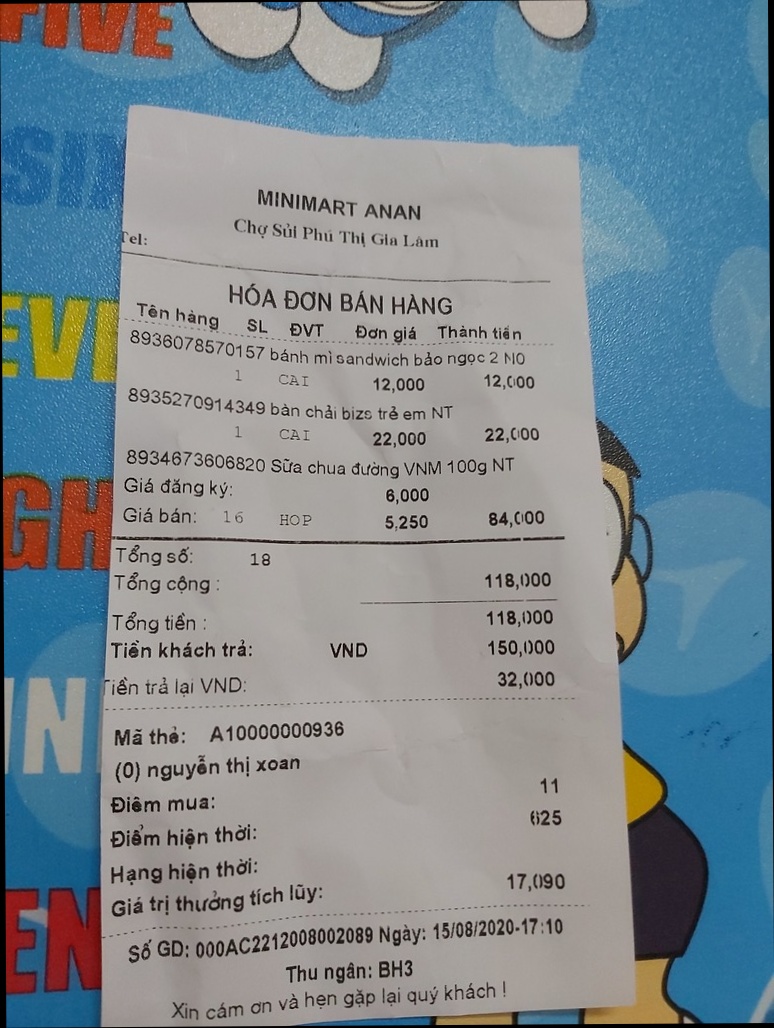 FIVE
SIX
MINIMART ANAN
Chợ Sủi Phú Thị Gia Lâm
Tel:
HÓA ĐƠN BÁN HÀNG
Tên hàng SL ĐVT Đơn giá Thành tiền
8936078570157 bánh mì sandwich bảo ngọc 2 NO
1 CAI 12,000 12,000
8935270914349 bàn chải bizs trẻ em NT
1 CAI 22,000 22,000
8934673606820 Sữa chua đường VNM 100g NT
Giá đăng ký: 6,000
Giá bán: 16 HOP 5,250 84,000
Tổng số: 18
Tổng cộng : 118,000
Tổng tiền : 118,000
Tiền khách trả: VND 150,000
Tiền trả lại VND: 32,000
Mã thẻ: A10000000936
(0) nguyễn thị xoan
Điểm mua: 11
Điểm hiện thời: 625
Hạng hiện thời:
Giá trị thưởng tích lũy: 17,090
Số GD: 000AC2212008002089 Ngày: 15/08/2020-17:10
Thu ngân: BH3
Xin cám ơn và hẹn gặp lại quý khách !